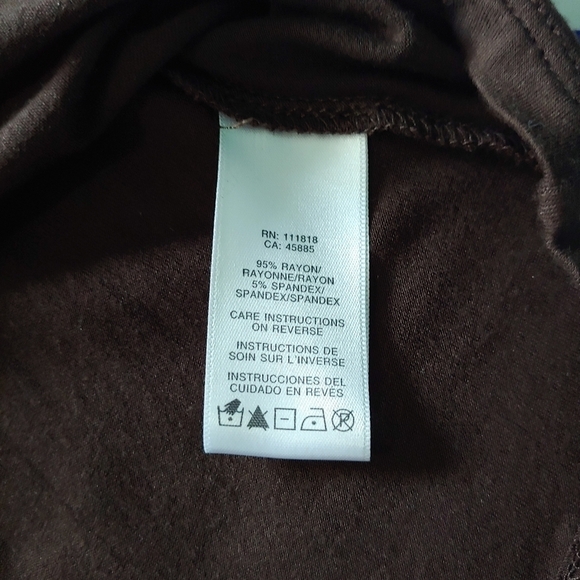 RN: 111818
CA: 45885
95% RAYON/
RAYONNE/RAYON
5% SPANDEX/
SPANDEX/SPANDEX
CARE INSTRUCTIONS
ON REVERSE
INSTRUCTIONS DE
SOIN SUR L'INVERSE
INSTRUCCIONES DEL
CUIDADO EN REVÉS
P